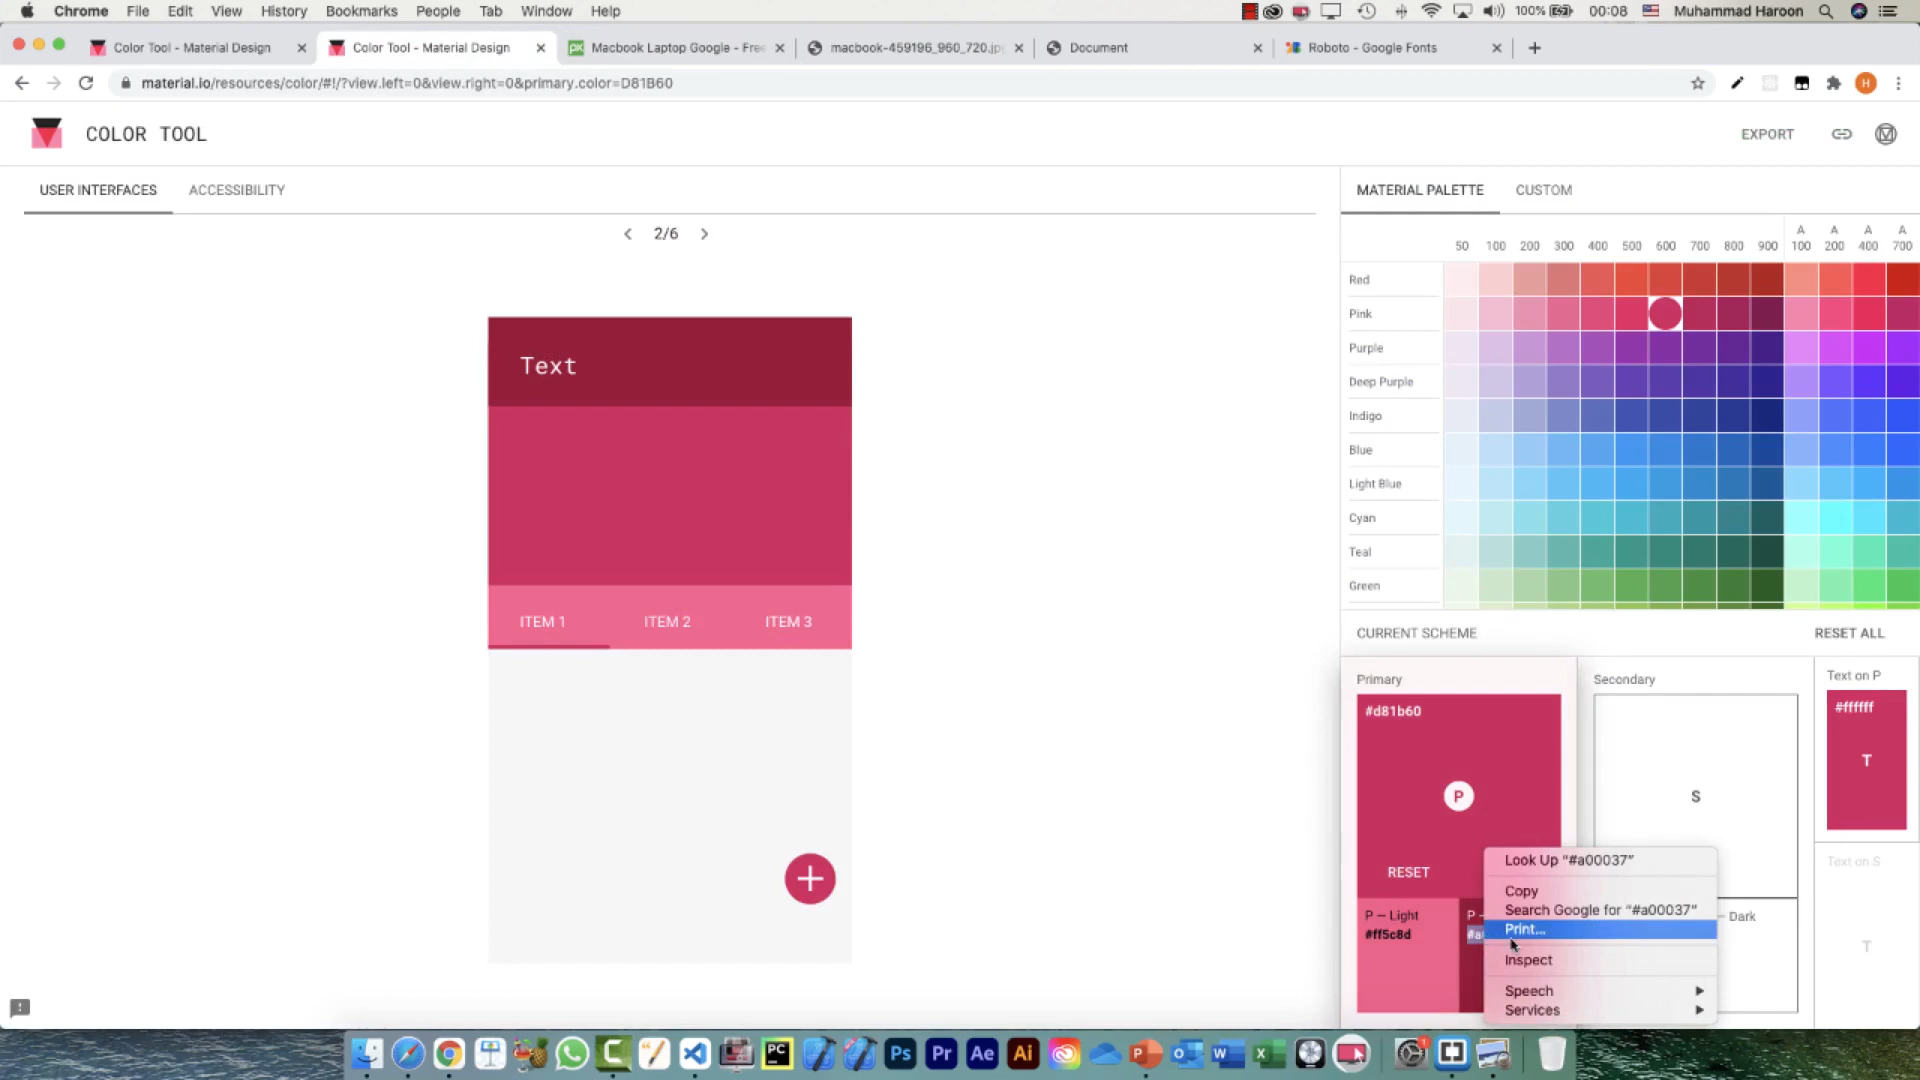 Chrome File Edit View History Bookmarks People Tab Window Help
100% 00:08 Muhammad Haroon
Color Tool - Material Design
Color Tool - Material Design
Macbook Laptop Google - Free
macbook-459196_960_720.jp
Document
Roboto - Google Fonts
material.io/resources/color/#!/?view.left=0&view.right=0&primary.color=D81B60
H
COLOR TOOL
EXPORT
USER INTERFACES ACCESSIBILITY
MATERIAL PALETTE CUSTOM
2/6
50 100 200 300 400 500 600 700 800 900 A 100 A 200 A 400 A 700
Red
Pink
Purple
Deep Purple
Indigo
Blue
Light Blue
Cyan
Teal
Green
Text
ITEM 1 ITEM 2 ITEM 3
CURRENT SCHEME RESET ALL
Primary
#d81b60
P
RESET
Secondary
S
Text on P
#ffffff
T
Text on S
T
P – Light
#ff5c8d
P –
#a
– Dark
Look Up “#a00037”
Copy
Search Google for “#a00037”
Print...
Inspect
Speech
Services
C PC Ps Pr Ae Ai P W X
1